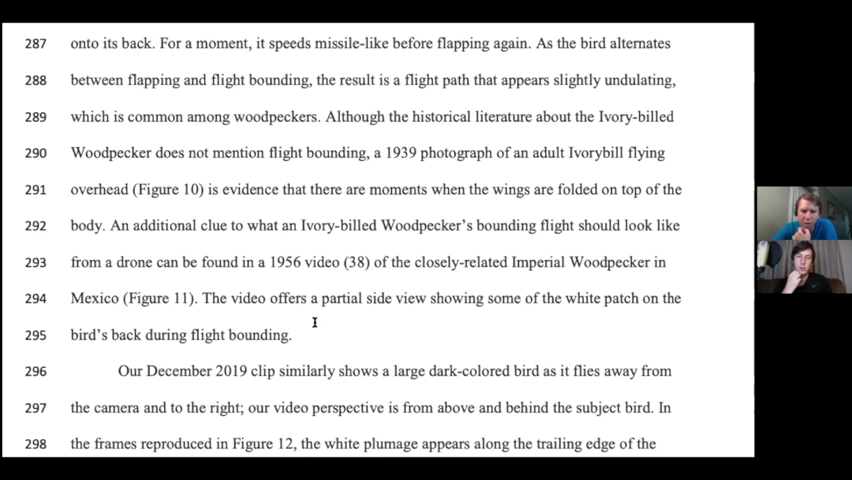 287 onto its back. For a moment, it speeds missile-like before flapping again. As the bird alternates
288 between flapping and flight bounding, the result is a flight path that appears slightly undulating,
289 which is common among woodpeckers. Although the historical literature about the Ivory-billed
290 Woodpecker does not mention flight bounding, a 1939 photograph of an adult Ivorybill flying
291 overhead (Figure 10) is evidence that there are moments when the wings are folded on top of the
292 body. An additional clue to what an Ivory-billed Woodpecker’s bounding flight should look like
293 from a drone can be found in a 1956 video (38) of the closely-related Imperial Woodpecker in
294 Mexico (Figure 11). The video offers a partial side view showing some of the white patch on the
295 bird’s back during flight bounding.
296 Our December 2019 clip similarly shows a large dark-colored bird as it flies away from
297 the camera and to the right; our video perspective is from above and behind the subject bird. In
298 the frames reproduced in Figure 12, the white plumage appears along the trailing edge of the